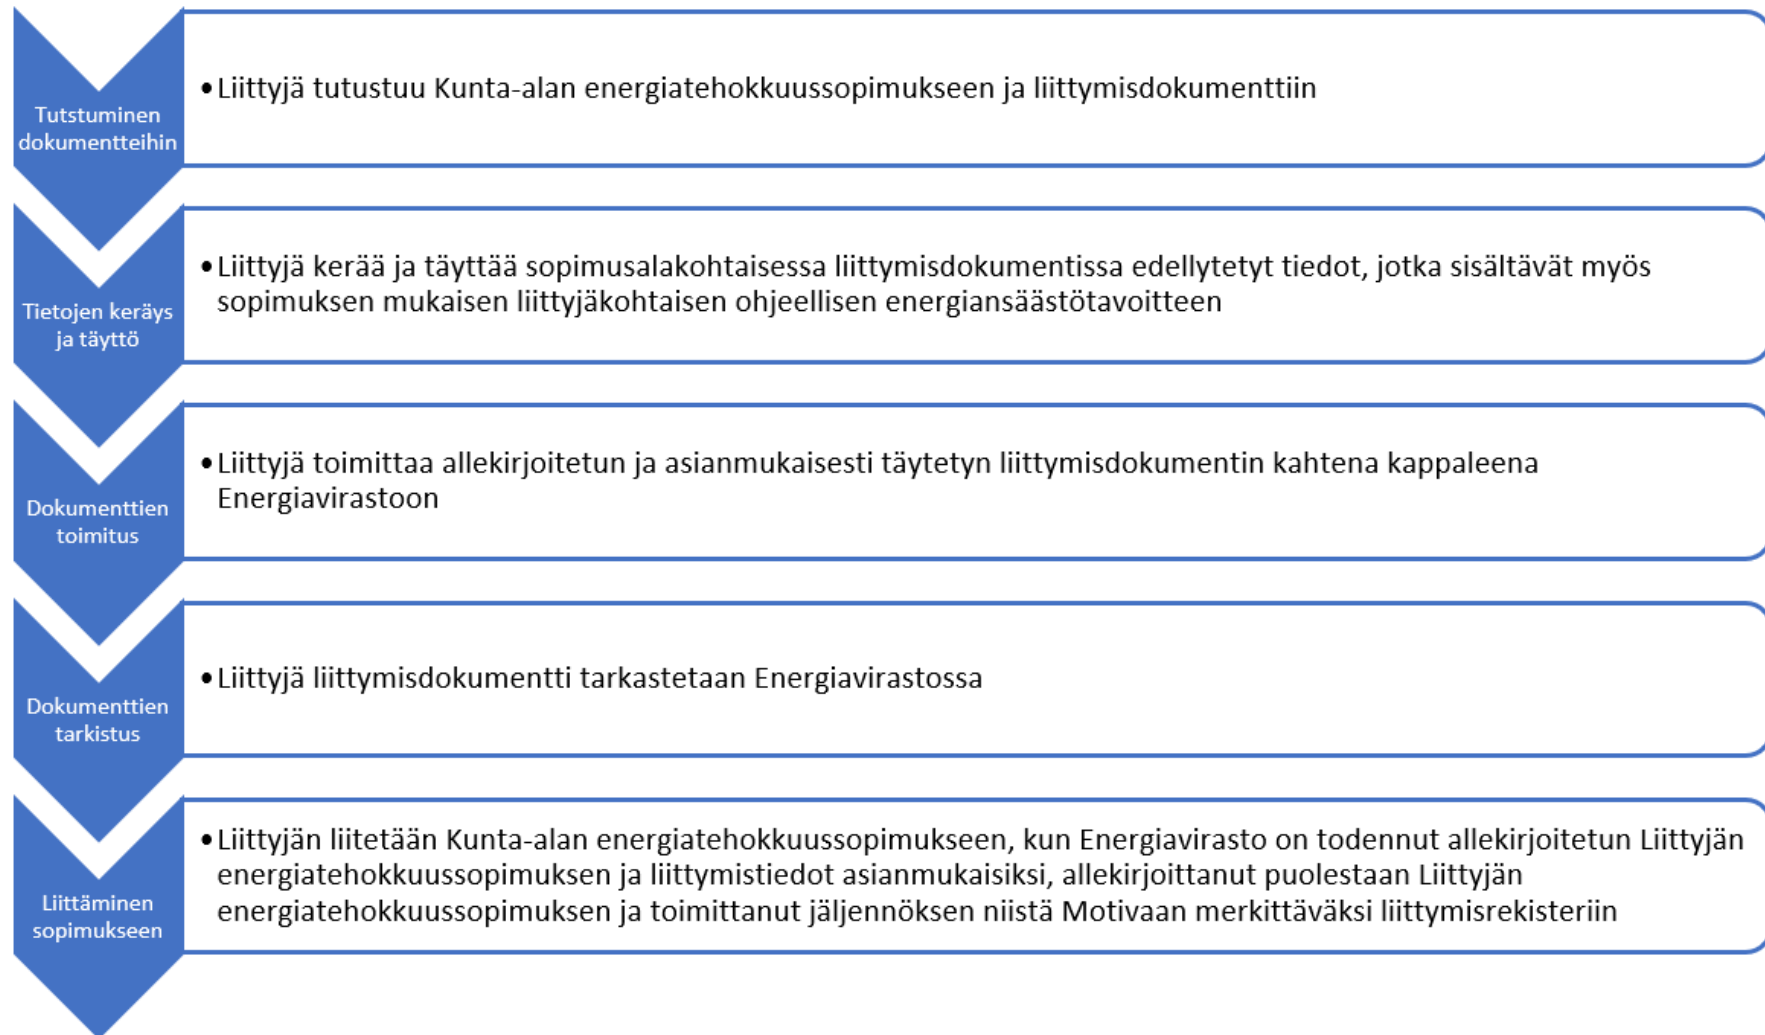 Tutstuminen
dokumentteihin
•Liittyjä tutustuu Kunta-alan energiatehokkuussopimukseen ja liittymisdokumenttiin
Tietojen keräys
ja täyttö
•Liittyjä kerää ja täyttää sopimusalakohtaisessa liittymisdokumentissa edellytetyt tiedot, jotka sisältävät myös
sopimuksen mukaisen liittyjäkohtaisen ohjeellisen energiansäästötavoitteen
Dokumenttien
toimitus
•Liittyjä toimittaa allekirjoitetun ja asianmukaisesti täytetyn liittymisdokumentin kahtena kappaleena
Energiavirastoon
Dokumenttien
tarkistus
•Liittyjä liittymisdokumentti tarkastetaan Energiavirastossa
Liittäminen
sopimukseen
•Liittyjän liitetään Kunta-alan energiatehokkuussopimukseen, kun Energiavirasto on todennut allekirjoitetun Liittyjän
energiatehokkuussopimuksen ja liittymistiedot asianmukaisiksi, allekirjoittanut puolestaan Liittyjän
energiatehokkuussopimuksen ja toimittanut jäljennöksen niistä Motivaan merkittäväksi liittymisrekisteriin